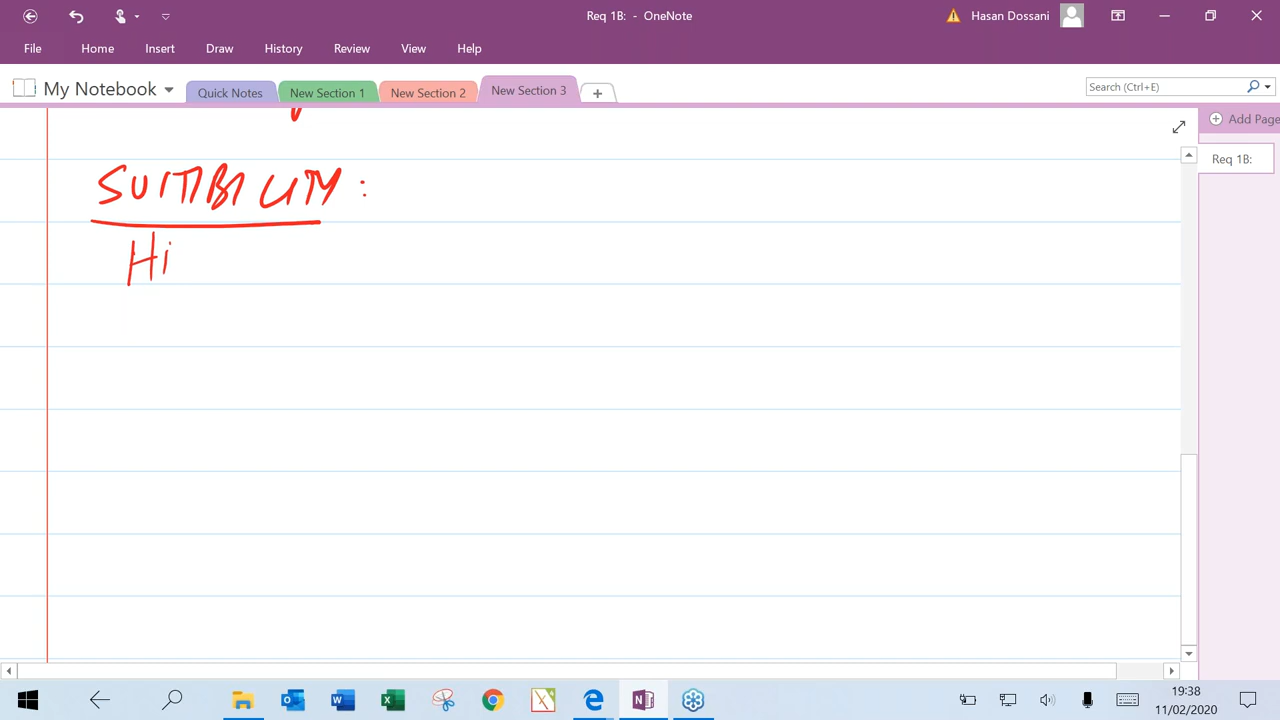 Req 1B: - OneNote
Hasan Dossani
File Home Insert Draw History Review View Help
My Notebook Quick Notes New Section 1 New Section 2 New Section 3
Search (Ctrl+E)
Add Page
Req 1B:
SUITIBILITY:
Hi
19:38
11/02/2020